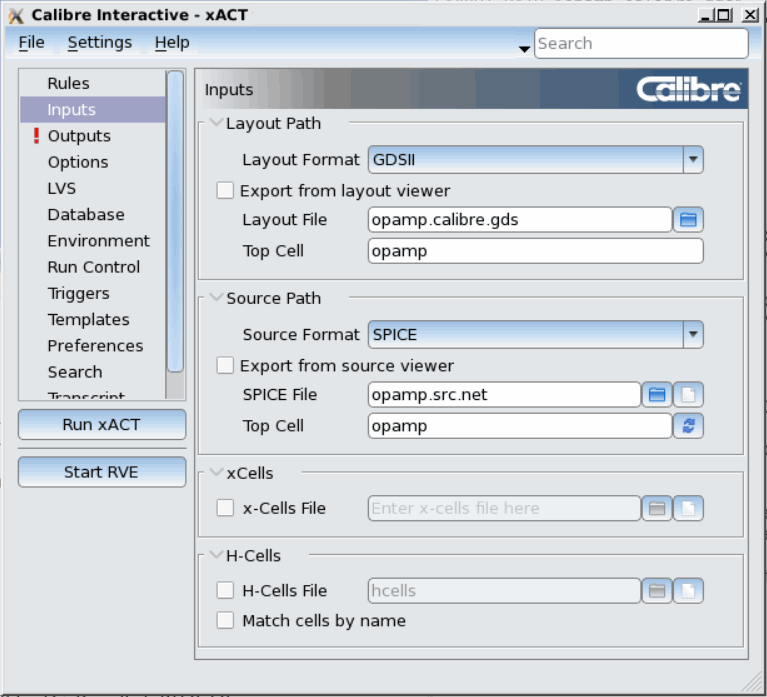 Calibre Interactive - xACT
File Settings Help
Search
Rules
Inputs
! Outputs
Options
LVS
Database
Environment
Run Control
Triggers
Templates
Preferences
Search
Transcript
Run xACT
Start RVE
Inputs
Calibre
Layout Path
Layout Format GDSII
Export from layout viewer
Layout File opamp.calibre.gds
Top Cell opamp
Source Path
Source Format SPICE
Export from source viewer
SPICE File opamp.src.net
Top Cell opamp
xCells
x-Cells File Enter x-cells file here
H-Cells
H-Cells File hcells
Match cells by name